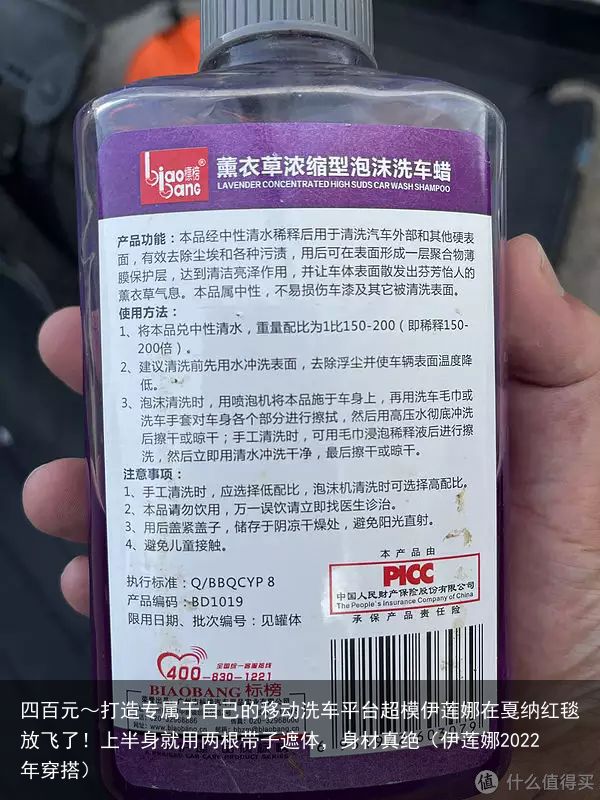 biao
标榜®
bang
薰衣草浓缩型泡沫洗车蜡
LAVENDER CONCENTRATED HIGH SUDS CAR WASH SHAMPOO
产品功能：本品经中性清水稀释后用于清洗汽车外部和其他硬表
面，有效去除尘埃和各种污渍，用后可在表面形成一层聚合物薄
膜保护层，达到清洁亮泽作用，并让车体表面散发出芬芳怡人的
薰衣草气息。本品属中性，不易损伤车漆及其它被清洗表面。
使用方法：
1、将本品兑中性清水，重量配比为1比150-200（即稀释150-
200倍）。
2、建议清洗前先用水冲洗表面，去除浮尘并使车辆表面温度降
低。
3、泡沫清洗时，用喷泡机将本品施于车身上，再用洗车毛巾或
洗车手套对车身各个部分进行擦拭，然后用高压水彻底冲洗
后擦干或晾干；手工清洗时，可用毛巾浸泡稀释液后进行擦
洗，然后立即用清水冲洗干净，最后擦干或晾干。
注意事项：
1、手工清洗时，应选择低配比，泡沫机清洗时可选择高配比。
2、本品请勿饮用，万一误饮请立即找医生诊治。
3、用后盖紧盖子，储存于阴凉干燥处，避免阳光直射。
4、避免儿童接触。
执行标准：Q/BBQCYP 8
产品编码：BD1019
限用日期、批次编号：见罐体
本产品由
PICC
中国人民财产保险股份有限公司
The People's Insurance Company of China
承保产品责任险
全国统一客服热线
400-830-1221
BIAOBANG 标榜
四百元～打造专属于自己的移动洗车平台超模伊莲娜在戛纳红毯
放飞了！上半身就用两根带子遮体，身材真绝（伊莲娜2022
年穿搭）
值 什么值得买